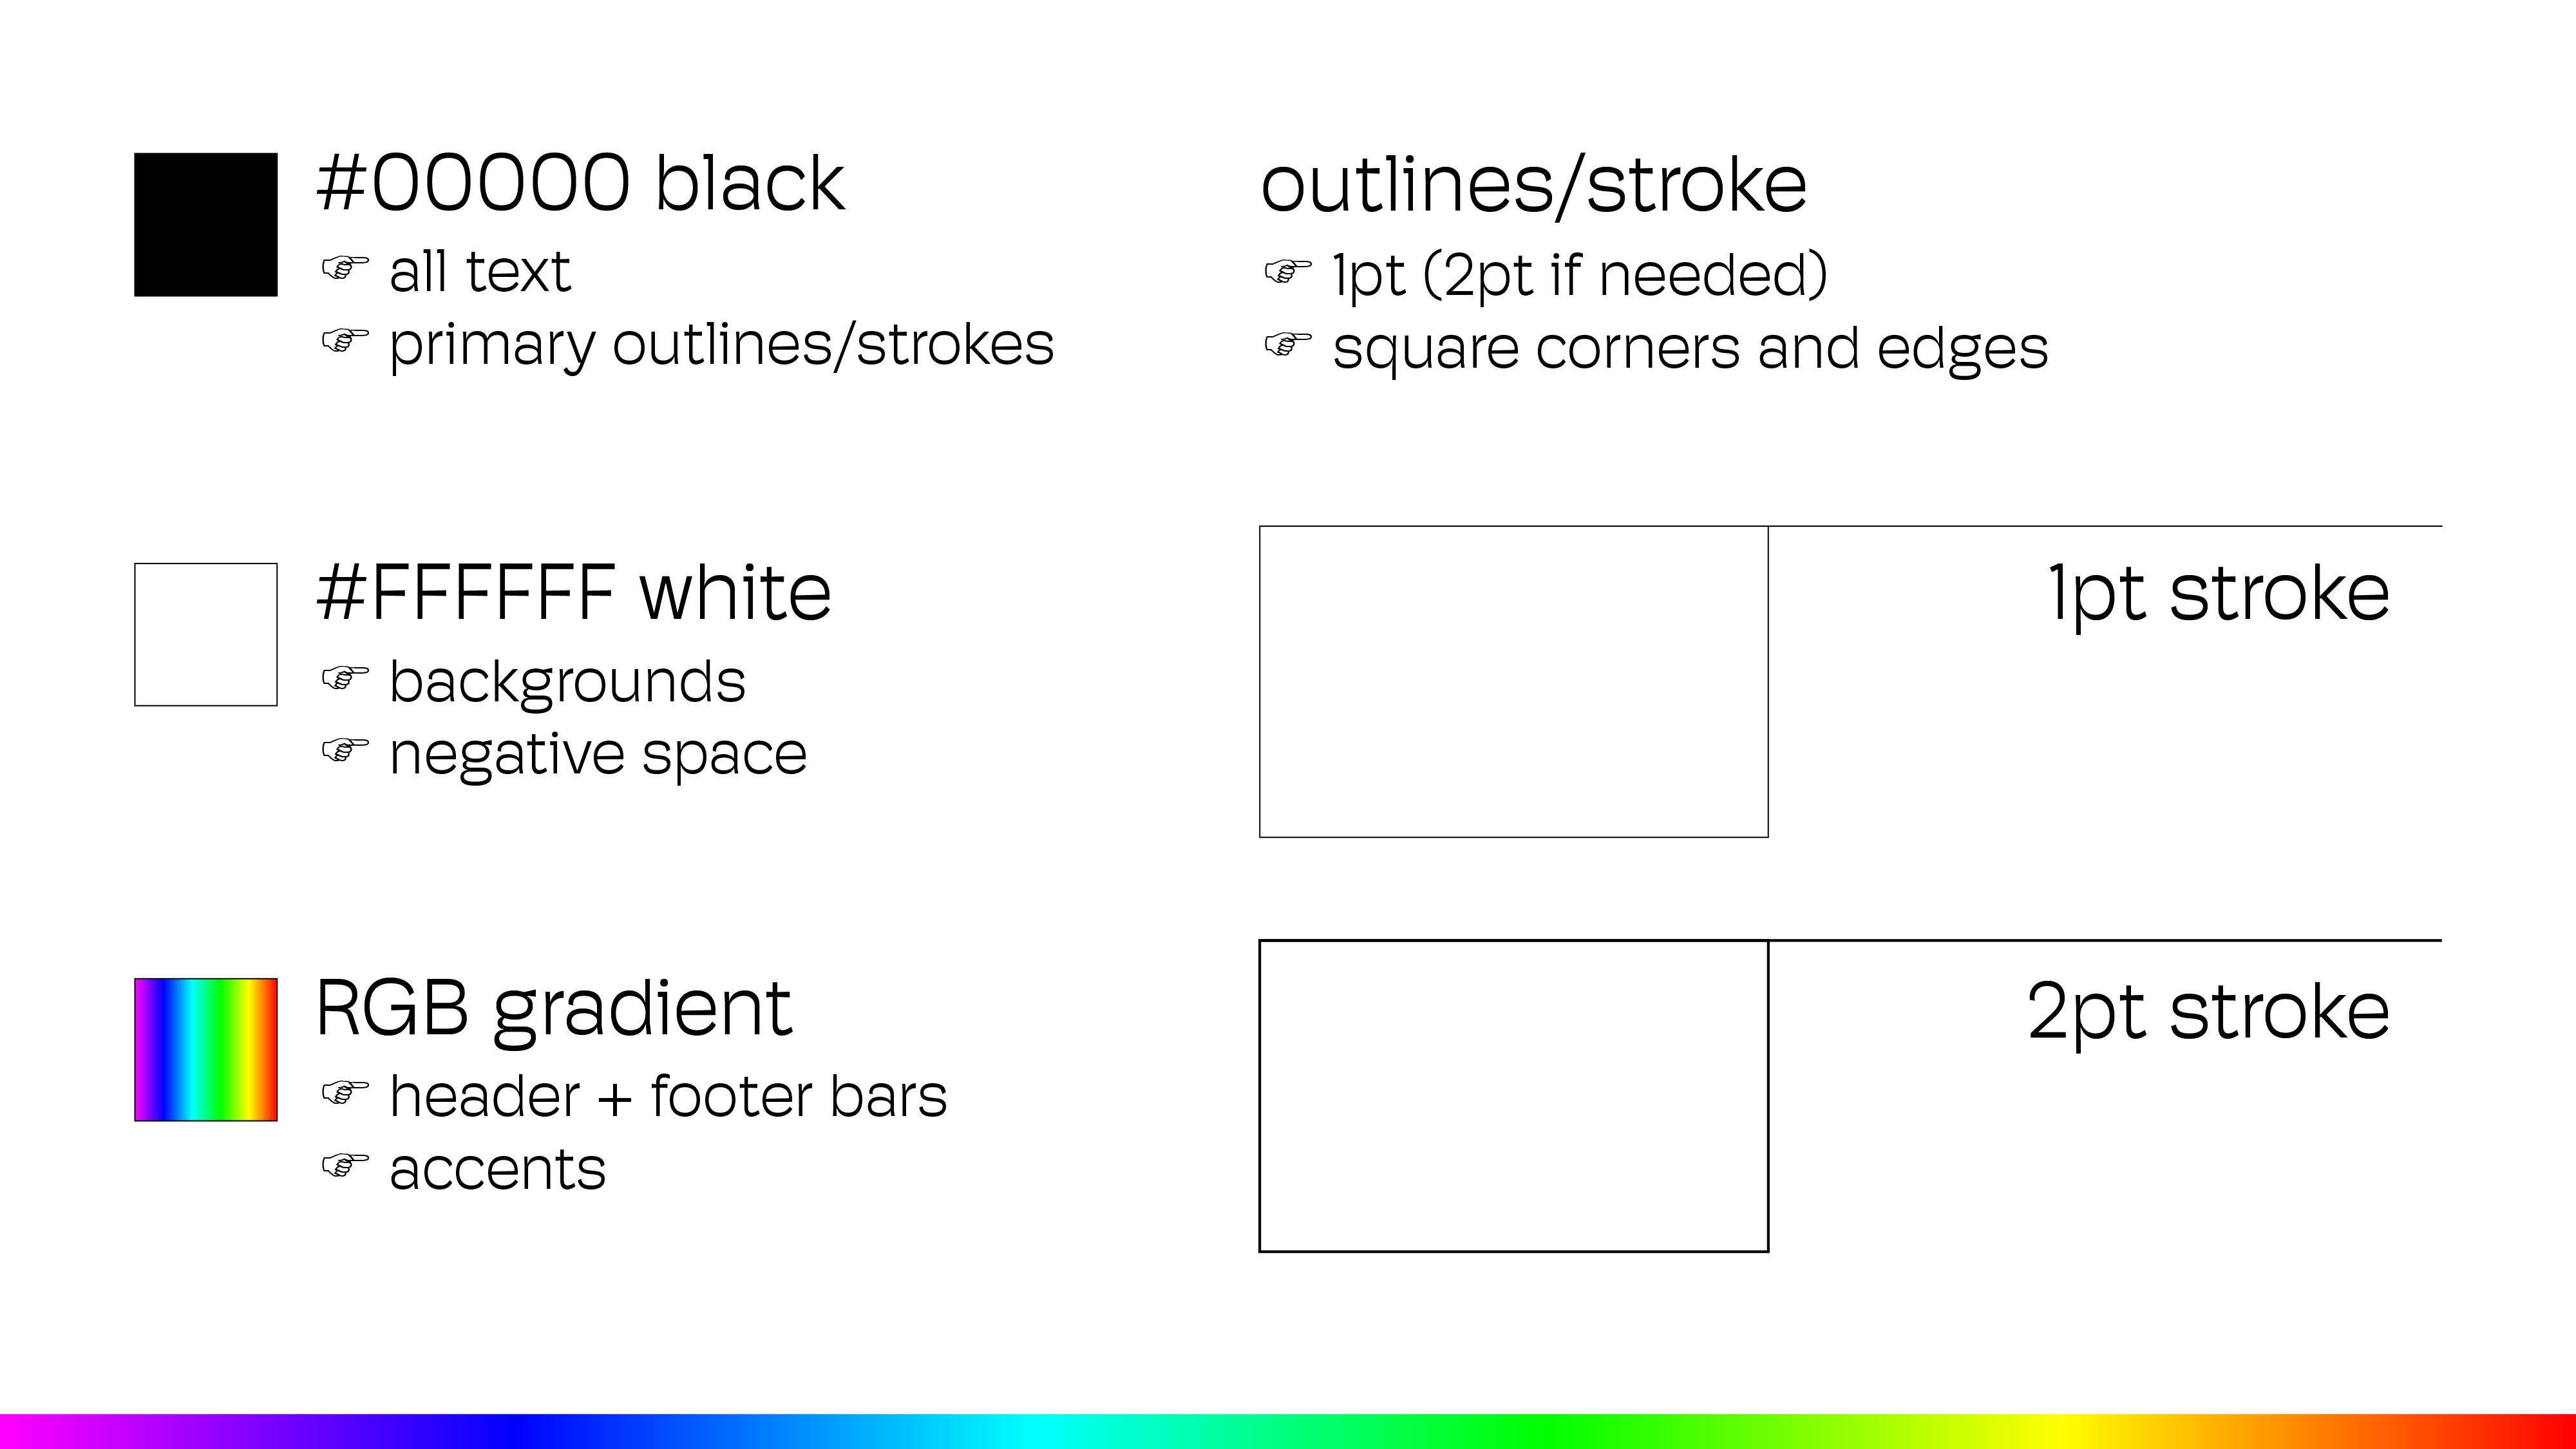 #00000 black
☞ all text
☞ primary outlines/strokes
#FFFFFF white
☞ backgrounds
☞ negative space
RGB gradient
☞ header + footer bars
☞ accents
outlines/stroke
☞ 1pt (2pt if needed)
☞ square corners and edges
1pt stroke
2pt stroke